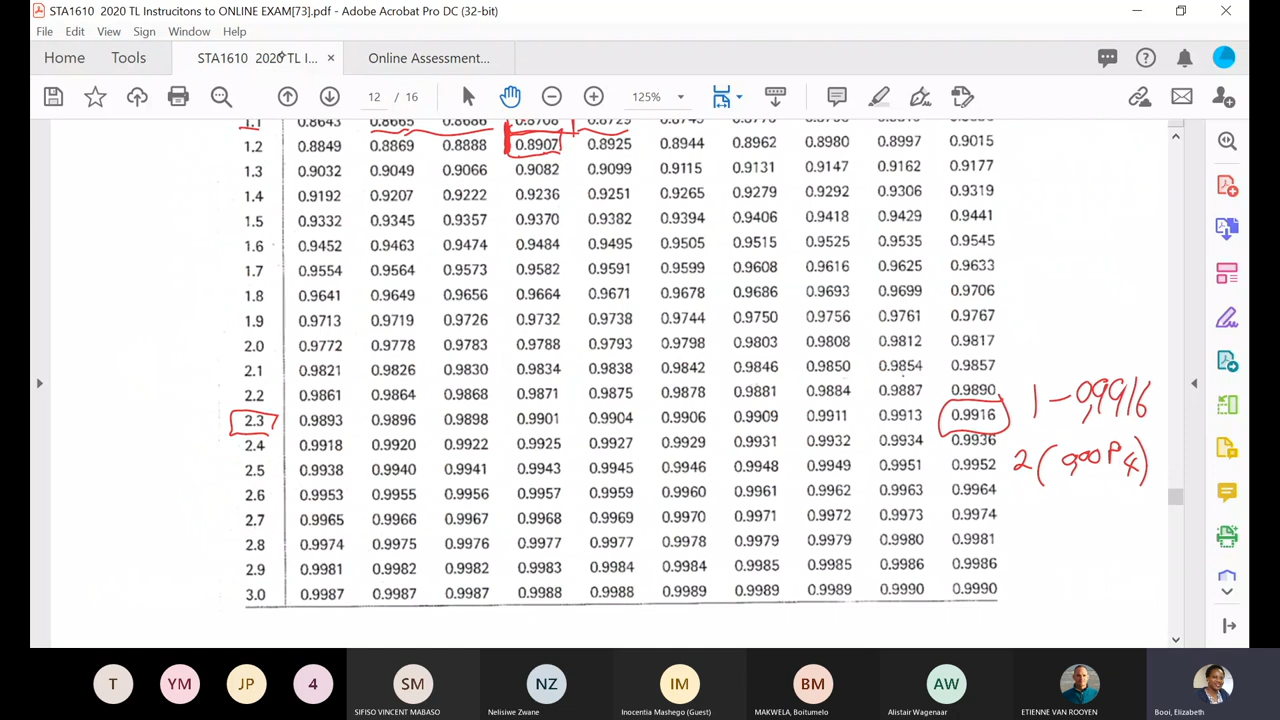 STA1610 2020 TL Instrucitons to ONLINE EXAM[73].pdf - Adobe Acrobat Pro DC (32-bit)
File Edit View Sign Window Help
Home Tools STA1610 2020 TL I... × Online Assessment...
12 / 16 125%
1.1 0.8643 0.8665 0.8686 0.8708 0.8729
1.2 0.8849 0.8869 0.8888 0.8907 0.8925 0.8944 0.8962 0.8980 0.8997 0.9015
1.3 0.9032 0.9049 0.9066 0.9082 0.9099 0.9115 0.9131 0.9147 0.9162 0.9177
1.4 0.9192 0.9207 0.9222 0.9236 0.9251 0.9265 0.9279 0.9292 0.9306 0.9319
1.5 0.9332 0.9345 0.9357 0.9370 0.9382 0.9394 0.9406 0.9418 0.9429 0.9441
1.6 0.9452 0.9463 0.9474 0.9484 0.9495 0.9505 0.9515 0.9525 0.9535 0.9545
1.7 0.9554 0.9564 0.9573 0.9582 0.9591 0.9599 0.9608 0.9616 0.9625 0.9633
1.8 0.9641 0.9649 0.9656 0.9664 0.9671 0.9678 0.9686 0.9693 0.9699 0.9706
1.9 0.9713 0.9719 0.9726 0.9732 0.9738 0.9744 0.9750 0.9756 0.9761 0.9767
2.0 0.9772 0.9778 0.9783 0.9788 0.9793 0.9798 0.9803 0.9808 0.9812 0.9817
2.1 0.9821 0.9826 0.9830 0.9834 0.9838 0.9842 0.9846 0.9850 0.9854 0.9857
2.2 0.9861 0.9864 0.9868 0.9871 0.9875 0.9878 0.9881 0.9884 0.9887 0.9890
2.3 0.9893 0.9896 0.9898 0.9901 0.9904 0.9906 0.9909 0.9911 0.9913 0.9916 1 - 0,9916
2.4 0.9918 0.9920 0.9922 0.9925 0.9927 0.9929 0.9931 0.9932 0.9934 0.9936
2.5 0.9938 0.9940 0.9941 0.9943 0.9945 0.9946 0.9948 0.9949 0.9951 0.9952
2.6 0.9953 0.9955 0.9956 0.9957 0.9959 0.9960 0.9961 0.9962 0.9963 0.9964
2.7 0.9965 0.9966 0.9967 0.9968 0.9969 0.9970 0.9971 0.9972 0.9973 0.9974
2.8 0.9974 0.9975 0.9976 0.9977 0.9977 0.9978 0.9979 0.9979 0.9980 0.9981
2.9 0.9981 0.9982 0.9982 0.9983 0.9984 0.9984 0.9985 0.9985 0.9986 0.9986
3.0 0.9987 0.9987 0.9987 0.9988 0.9988 0.9989 0.9989 0.9989 0.9990 0.9990
T YM JP 4 SM NZ IM BM AW
SIFISO VINCENT MABASO Nelisiwe Zwane Inocentia Mashego (Guest) MAKWELA, Boitumelo Alistair Wagenaar ETIENNE VAN ROOYEN Booi, Elizabeth